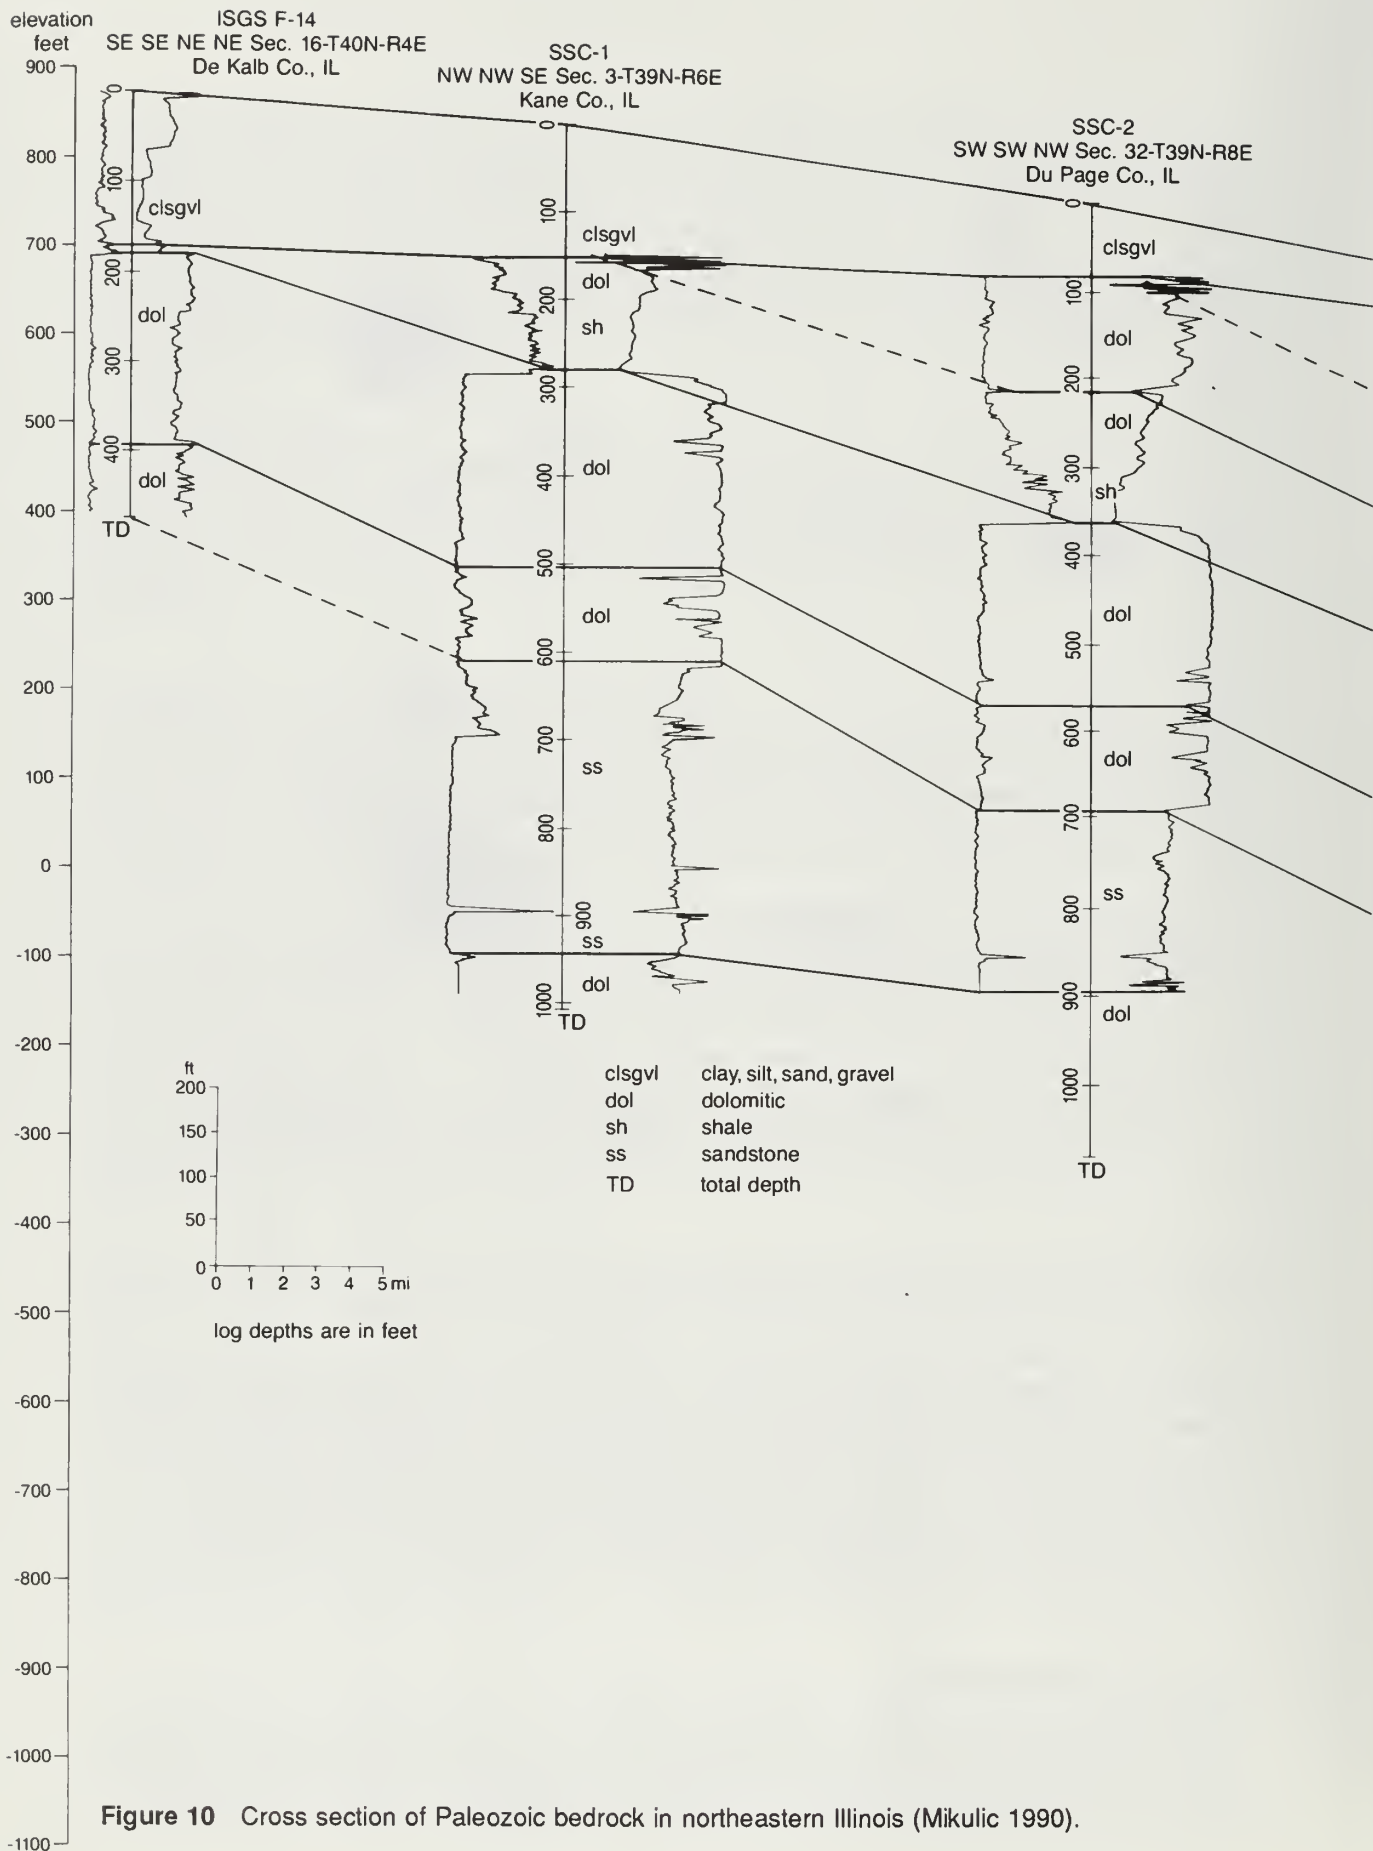 elevation
feet
900
800
700
600
500
400
300
200
100
0
-100
-200
-300
-400
-500
-600
-700
-800
-900
-1000
-1100
ISGS F-14
SE SE NE NE Sec. 16-T40N-R4E
De Kalb Co., IL
0
100
clsgvl
200
dol
300
400
dol
TD
SSC-1
NW NW SE Sec. 3-T39N-R6E
Kane Co., IL
0
100
clsgvl
dol
200
sh
300
dol
400
500
dol
600
700
ss
800
900
ss
dol
1000
TD
SSC-2
SW SW NW Sec. 32-T39N-R8E
Du Page Co., IL
0
clsgvl
100
dol
200
dol
300
sh
400
dol
500
600
dol
700
ss
800
900
dol
1000
TD
clsgvl clay, silt, sand, gravel
dol dolomitic
sh shale
ss sandstone
TD total depth
ft
200
150
100
50
0
0 1 2 3 4 5 mi
log depths are in feet
Figure 10 Cross section of Paleozoic bedrock in northeastern Illinois (Mikulic 1990).